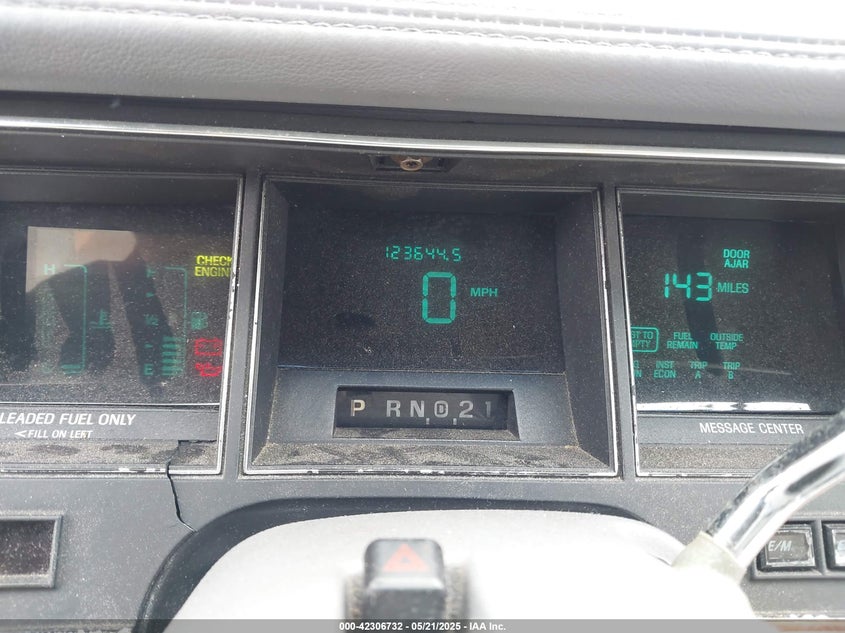 123644.5
0 MPH
H
CHECK
ENGINE
E
DOOR
AJAR
143 MILES
FUEL
REMAIN
OUTSIDE
TEMP
INST
ECON
TRIP
A
TRIP
B
P R N D 2 1
LEADED FUEL ONLY
<FILL ON LEFT
MESSAGE CENTER
E/M
000-42306732 — 05/21/2025 — IAA Inc.